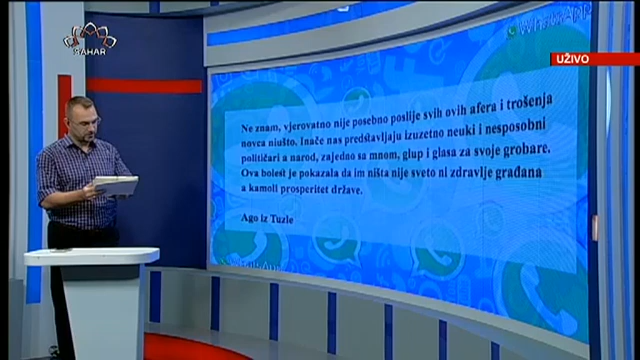 SAHAR
WhatsApp
UŽIVO
Ne znam, vjerovatno nije posebno poslije svih ovih afera i trošenja
novca niušto. Inače nas predstavljaju izuzetno neuki i nesposobni
političari a narod, zajedno sa mnom, glup i glasa za svoje grobare.
Ova bolest je pokazala da im ništa nije sveto ni zdravlje građana
a kamoli prosperitet države.
Ago iz Tuzle
WhatsApp
WhatsApp